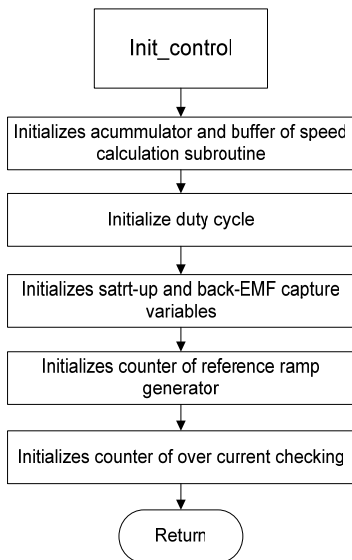 Init_control
Initializes acummulator and buffer of speed
calculation subroutine
Initialize duty cycle
Initializes satrt-up and back-EMF capture
variables
Initializes counter of reference ramp
generator
Initializes counter of over current checking
Return